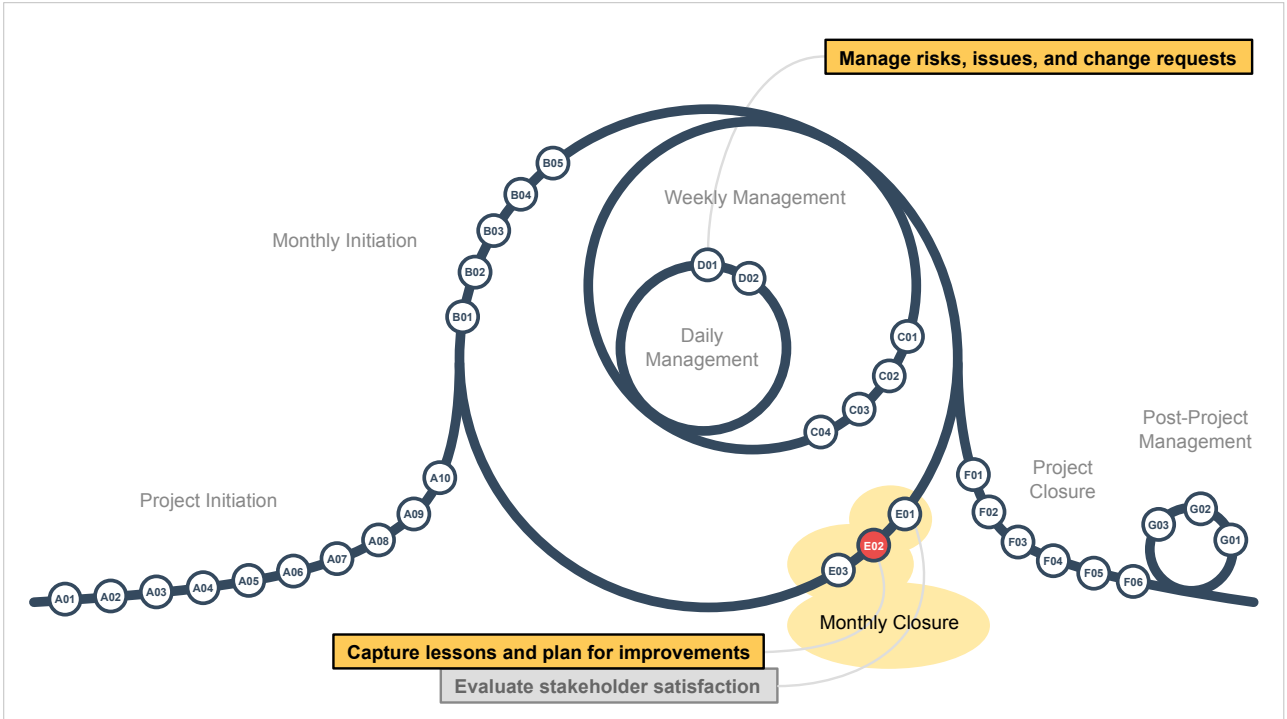 Manage risks, issues, and change requests
B05
B04
Weekly Management
B03
Monthly Initiation
D01
B02
D02
B01
C01
Daily
Management
C02
C03
C04
Post-Project
Management
A10
F01
Project
Closure
Project Initiation
A09
E01
F02
G02
G03
A08
E02
F03
G01
A07
A06
E03
F04
A05
F05
A04
F06
A03
A02
A01
Monthly Closure
Capture lessons and plan for improvements
Evaluate stakeholder satisfaction